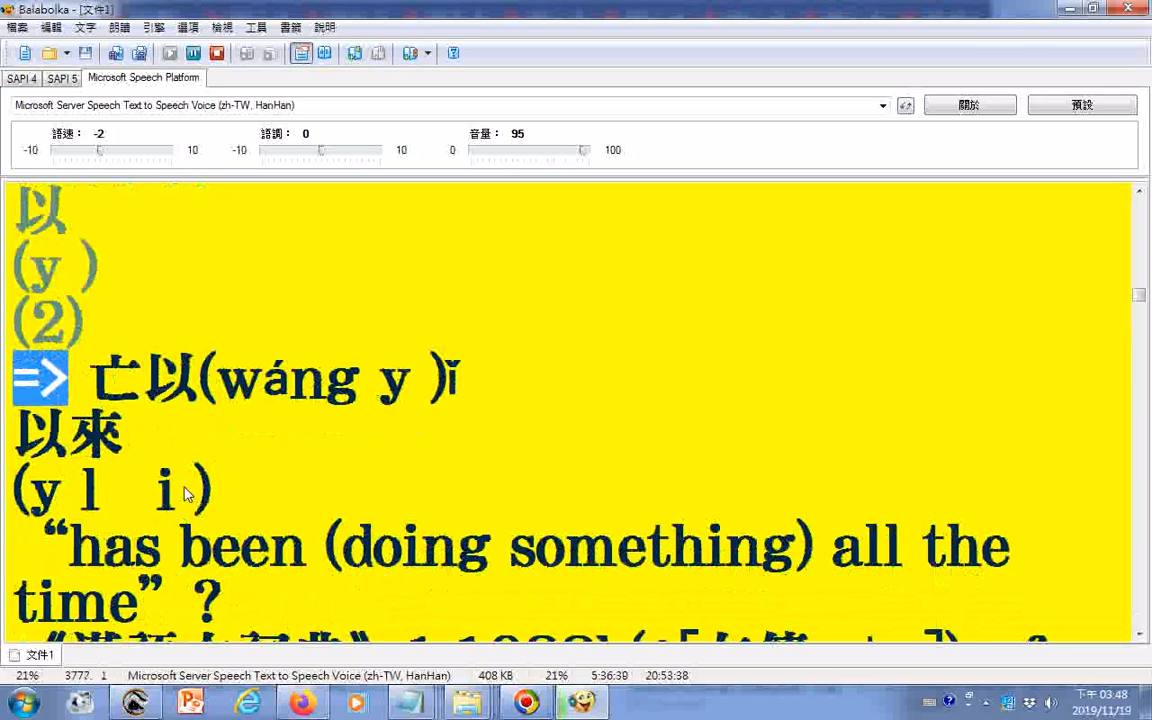 Balabolka - [文件1]
檔案 編輯 文字 朗讀 引擎 選項 檢視 工具 書籤 說明
SAPI 4 SAPI 5 Microsoft Speech Platform
Microsoft Server Speech Text to Speech Voice (zh-TW, HanHan) 關於 預設
語速: -2 語調: 0 音量: 95
-10 10 -10 10 0 100
以
(y )
(2)
=> 亡以(wáng y )ǐ
以來
(y l i )
“has been (doing something) all the
time” ?
文件1
21% 3777. 1 Microsoft Server Speech Text to Speech Voice (zh-TW, HanHan) 408 KB 21% 5:36:39 20:53:38
下午 03:48
2019/11/19